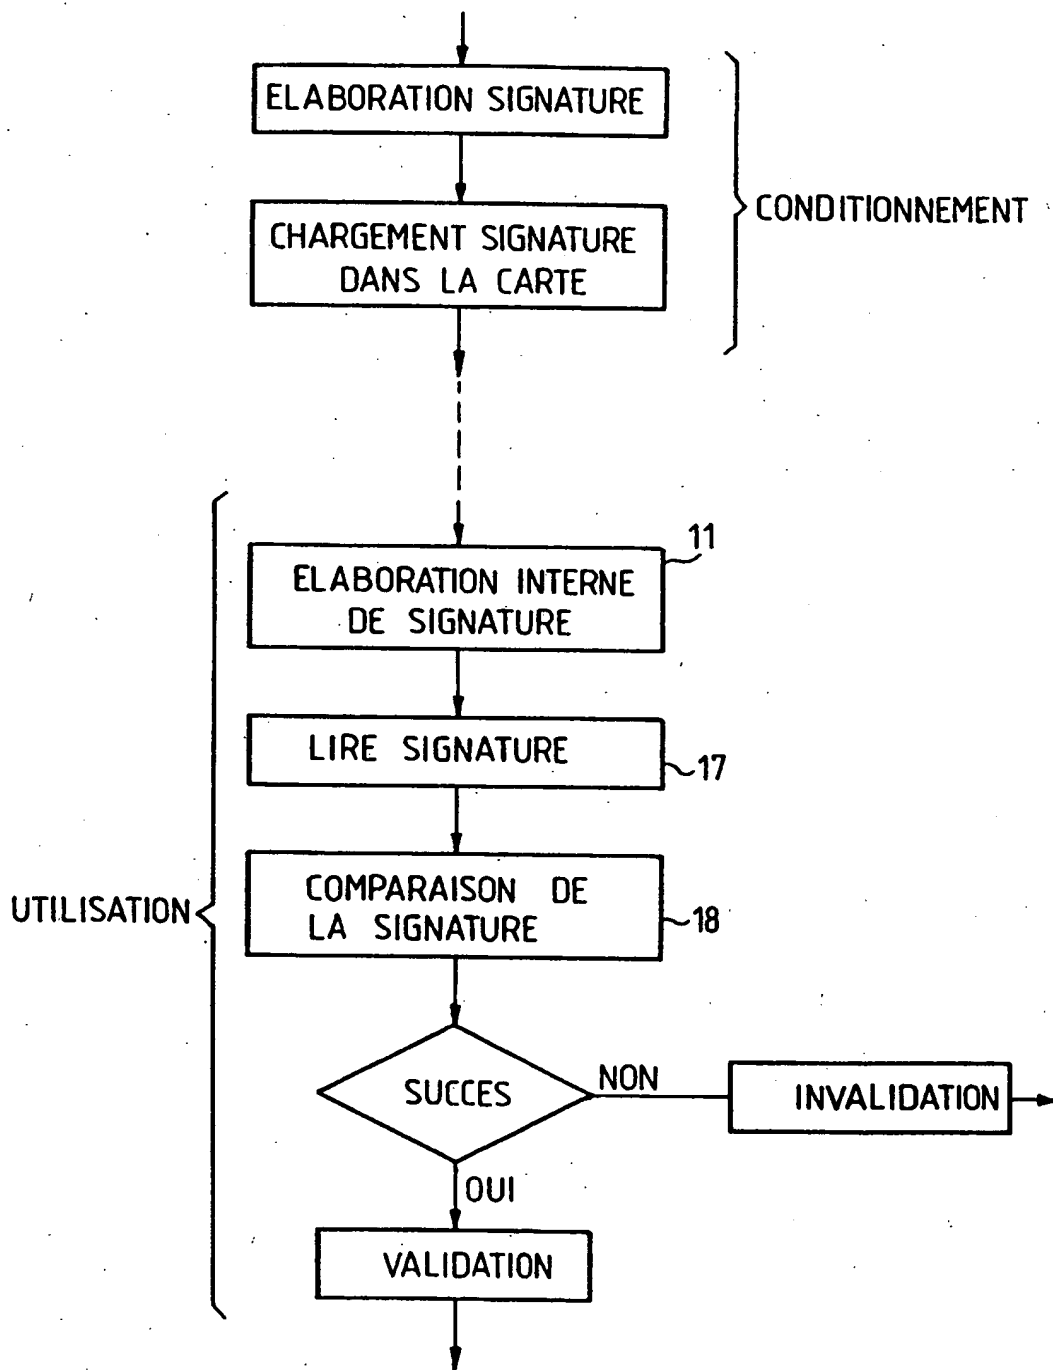 ELABORATION SIGNATURE
CHARGEMENT SIGNATURE
DANS LA CARTE
CONDITIONNEMENT
11
ELABORATION INTERNE
DE SIGNATURE
LIRE SIGNATURE
17
COMPARAISON DE
LA SIGNATURE
18
UTILISATION
SUCCES
NON
INVALIDATION
OUI
VALIDATION